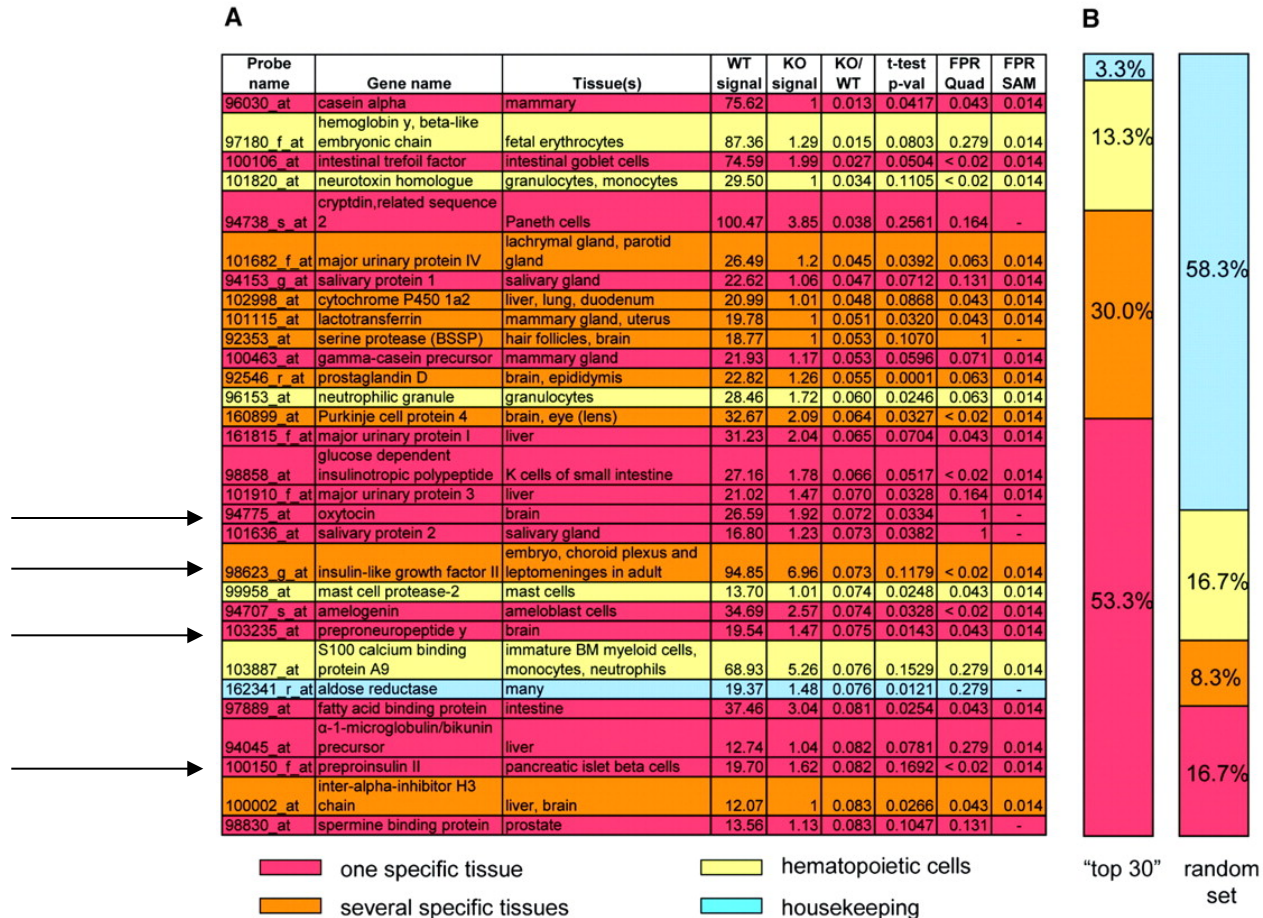 A
B
Probe name Gene name Tissue(s) WT signal KO signal KO/ WT t-test p-val FPR Quad FPR SAM
96030_at casein alpha mammary 75.62 1 0.013 0.0417 0.043 0.014
97180_f_at hemoglobin y, beta-like embryonic chain fetal erythrocytes 87.36 1.29 0.015 0.0803 0.279 0.014
100106_at intestinal trefoil factor intestinal goblet cells 74.59 1.99 0.027 0.0504 < 0.02 0.014
101820_at neurotoxin homologue granulocytes, monocytes 29.50 1 0.034 0.1105 < 0.02 0.014
94738_s_at cryptdin,related sequence 2 Paneth cells 100.47 3.85 0.038 0.2561 0.164 -
101682_f_at major urinary protein IV lachrymal gland, parotid gland 26.49 1.2 0.045 0.0392 0.063 0.014
94153_g_at salivary protein 1 salivary gland 22.62 1.06 0.047 0.0712 0.131 0.014
102998_at cytochrome P450 1a2 liver, lung, duodenum 20.99 1.01 0.048 0.0868 0.043 0.014
101115_at lactotransferrin mammary gland, uterus 19.78 1 0.051 0.0320 0.043 0.014
92353_at serine protease (BSSP) hair follicles, brain 18.77 1 0.053 0.1070 1 -
100463_at gamma-casein precursor mammary gland 21.93 1.17 0.053 0.0596 0.071 0.014
92546_r_at prostaglandin D brain, epididymis 22.82 1.26 0.055 0.0001 0.063 0.014
96153_at neutrophilic granule granulocytes 28.46 1.72 0.060 0.0246 0.063 0.014
160899_at Purkinje cell protein 4 brain, eye (lens) 32.67 2.09 0.064 0.0327 < 0.02 0.014
161815_f_at major urinary protein I liver 31.23 2.04 0.065 0.0704 0.043 0.014
98858_at glucose dependent insulinotropic polypeptide K cells of small intestine 27.16 1.78 0.066 0.0517 < 0.02 0.014
101910_f_at major urinary protein 3 liver 21.02 1.47 0.070 0.0328 0.164 0.014
94775_at oxytocin brain 26.59 1.92 0.072 0.0334 1 -
101636_at salivary protein 2 salivary gland 16.80 1.23 0.073 0.0382 1 -
98623_g_at insulin-like growth factor II embryo, choroid plexus and leptomeninges in adult 94.85 6.96 0.073 0.1179 < 0.02 0.014
99958_at mast cell protease-2 mast cells 13.70 1.01 0.074 0.0248 0.043 0.014
94707_s_at amelogenin ameloblast cells 34.69 2.57 0.074 0.0328 < 0.02 0.014
103235_at preproneuropeptide y brain 19.54 1.47 0.075 0.0143 0.043 0.014
103887_at S100 calcium binding protein A9 immature BM myeloid cells, monocytes, neutrophils 68.93 5.26 0.076 0.1529 0.279 0.014
162341_r_at aldose reductase many 19.37 1.48 0.076 0.0121 0.279 -
97889_at fatty acid binding protein intestine 37.46 3.04 0.081 0.0254 0.043 0.014
94045_at α-1-microglobulin/bikunin precursor liver 12.74 1.04 0.082 0.0781 0.279 0.014
100150_f_at preproinsulin II pancreatic islet beta cells 19.70 1.62 0.082 0.1692 < 0.02 0.014
100002_at inter-alpha-inhibitor H3 chain liver, brain 12.07 1 0.083 0.0266 0.043 0.014
98830_at spermine binding protein prostate 13.56 1.13 0.083 0.1047 0.131 -
3.3%
13.3%
30.0%
53.3%
58.3%
16.7%
8.3%
16.7%
"top 30"
random set
one specific tissue
several specific tissues
hematopoietic cells
housekeeping